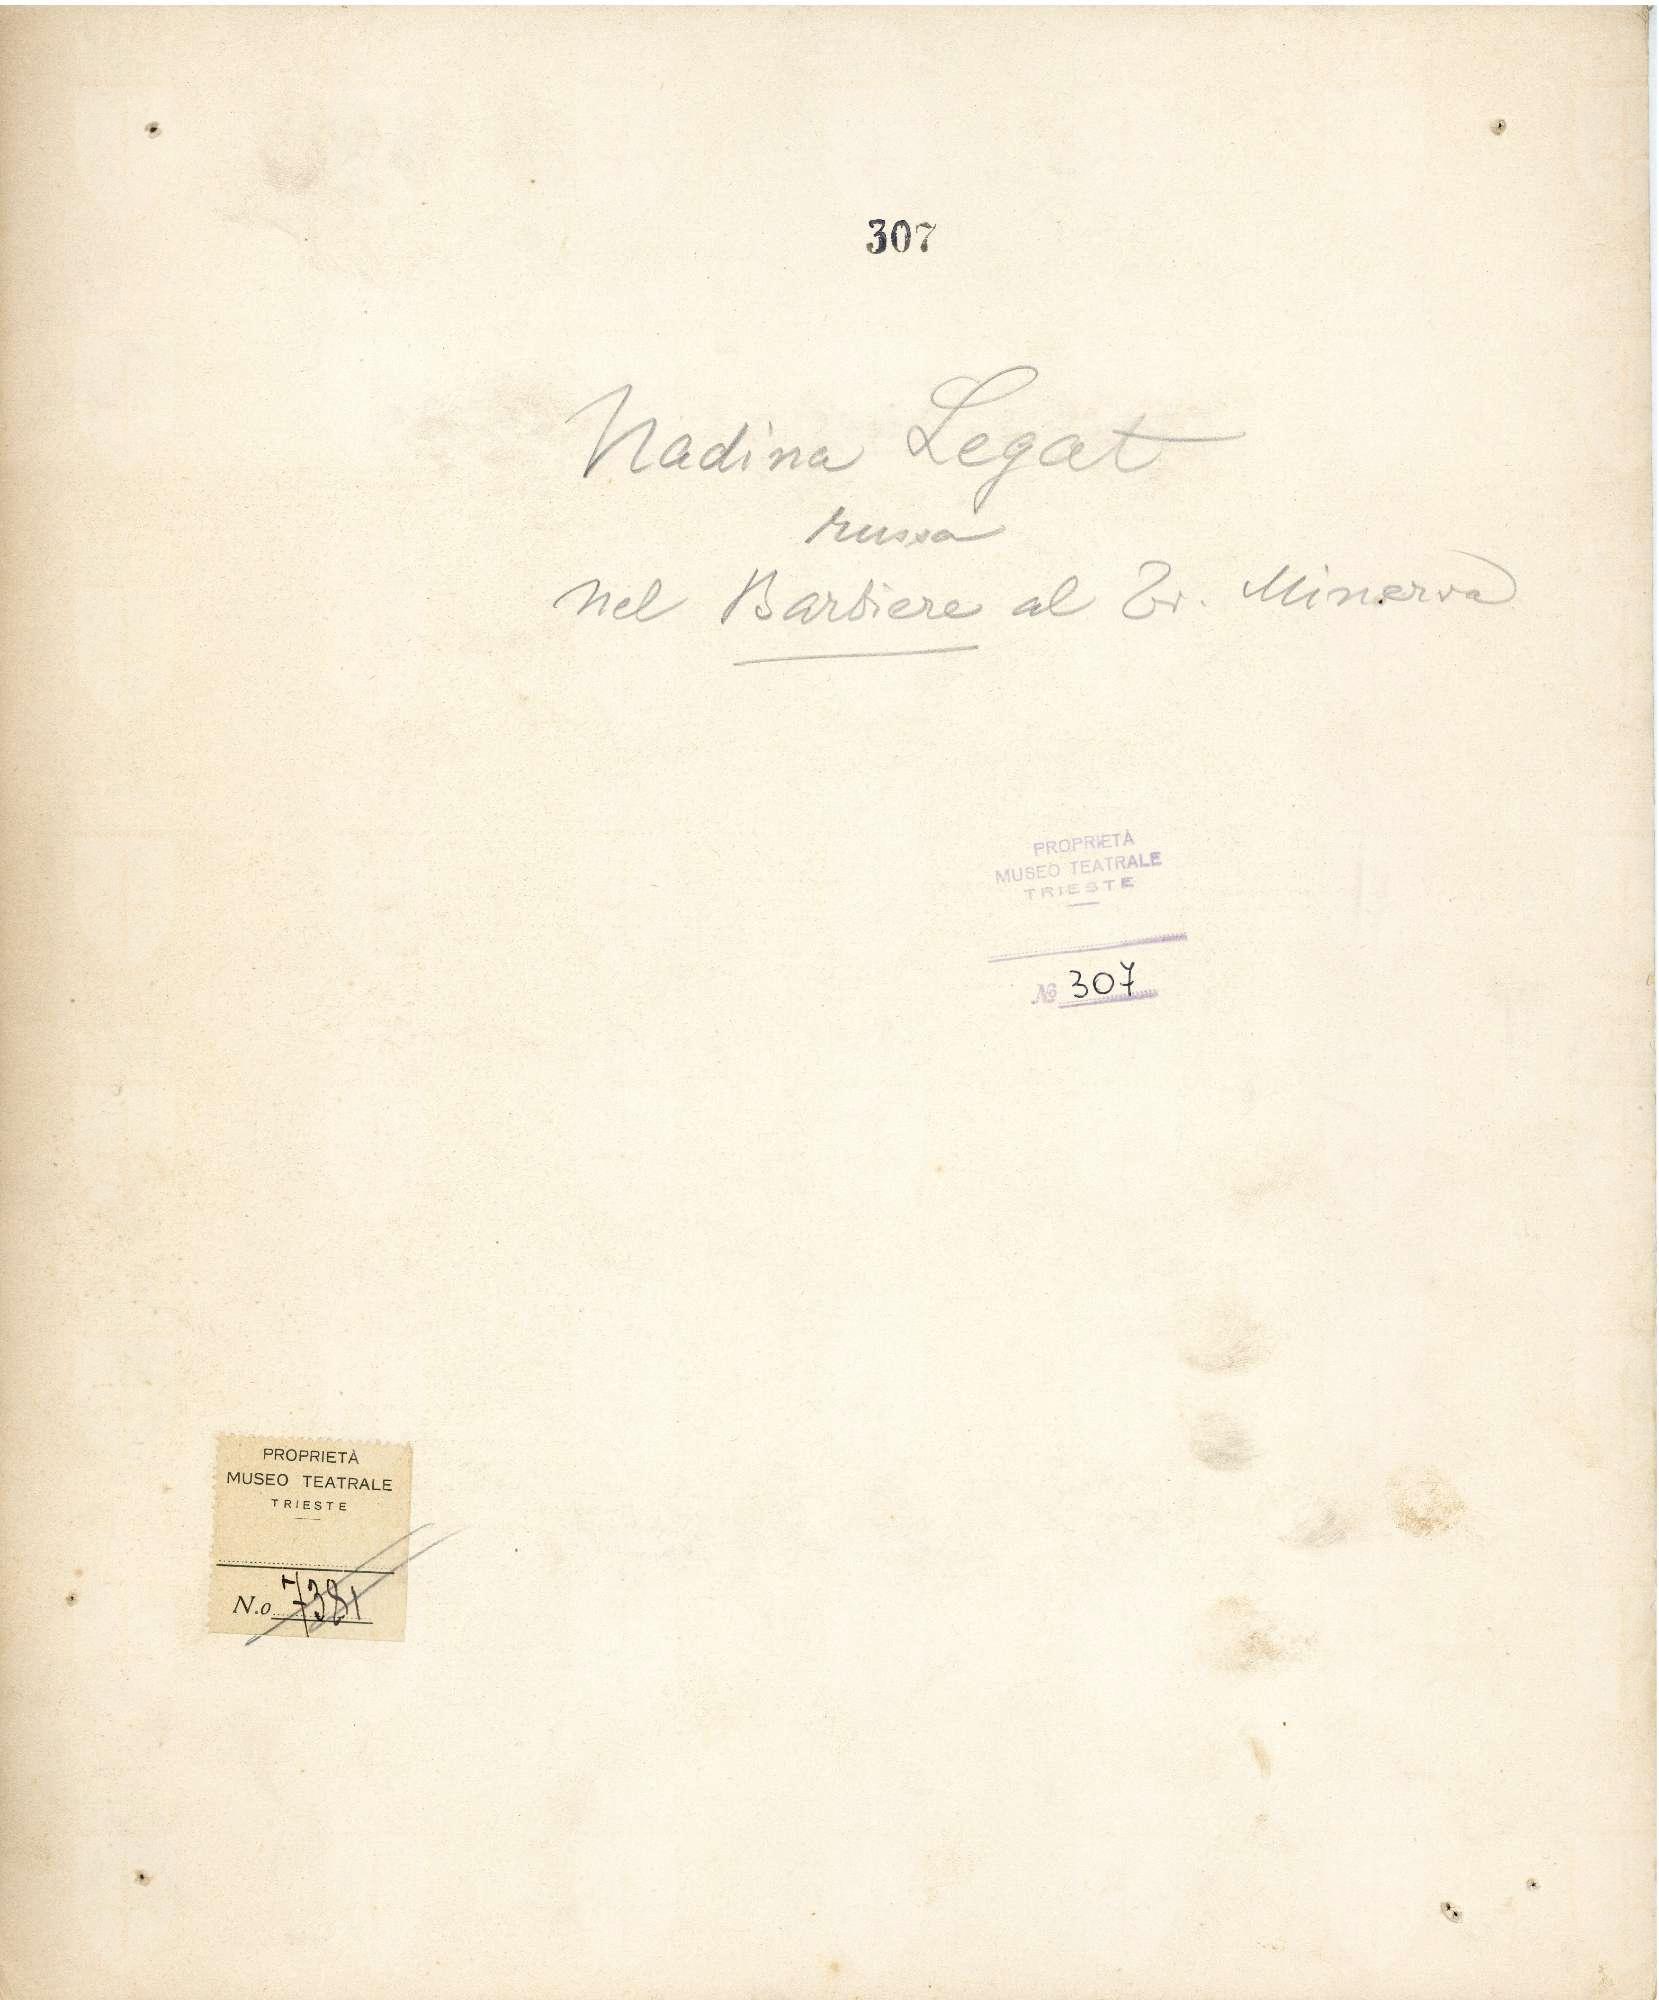 307
Nadina Legat
russa
nel Barbiere al Tr. Minerva
PROPRIETÀ
MUSEO TEATRALE
TRIESTE
№ 307
PROPRIETÀ
MUSEO TEATRALE
TRIESTE
N.o 7381